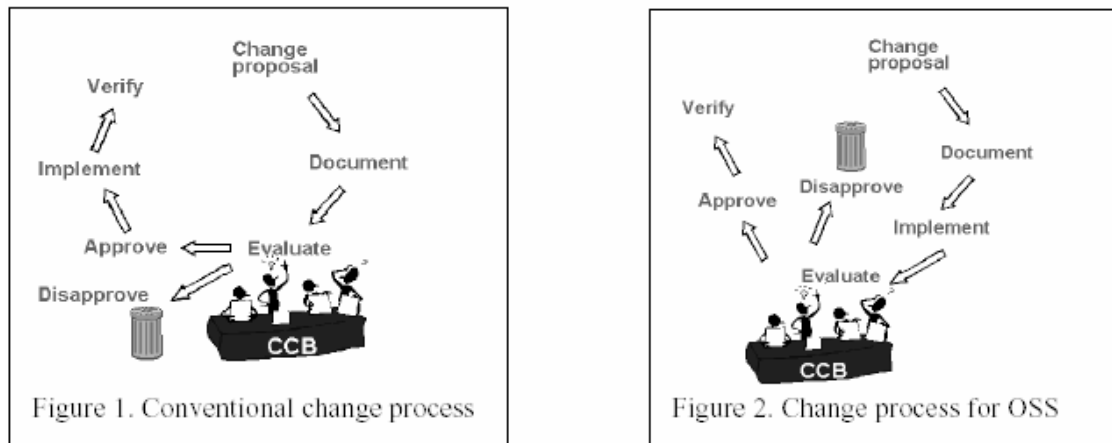 Change
proposal
Verify
Implement
Document
Approve
Evaluate
Disapprove
CCB
Figure 1. Conventional change process
Change
proposal
Verify
Document
Disapprove
Approve
Implement
Evaluate
CCB
Figure 2. Change process for OSS